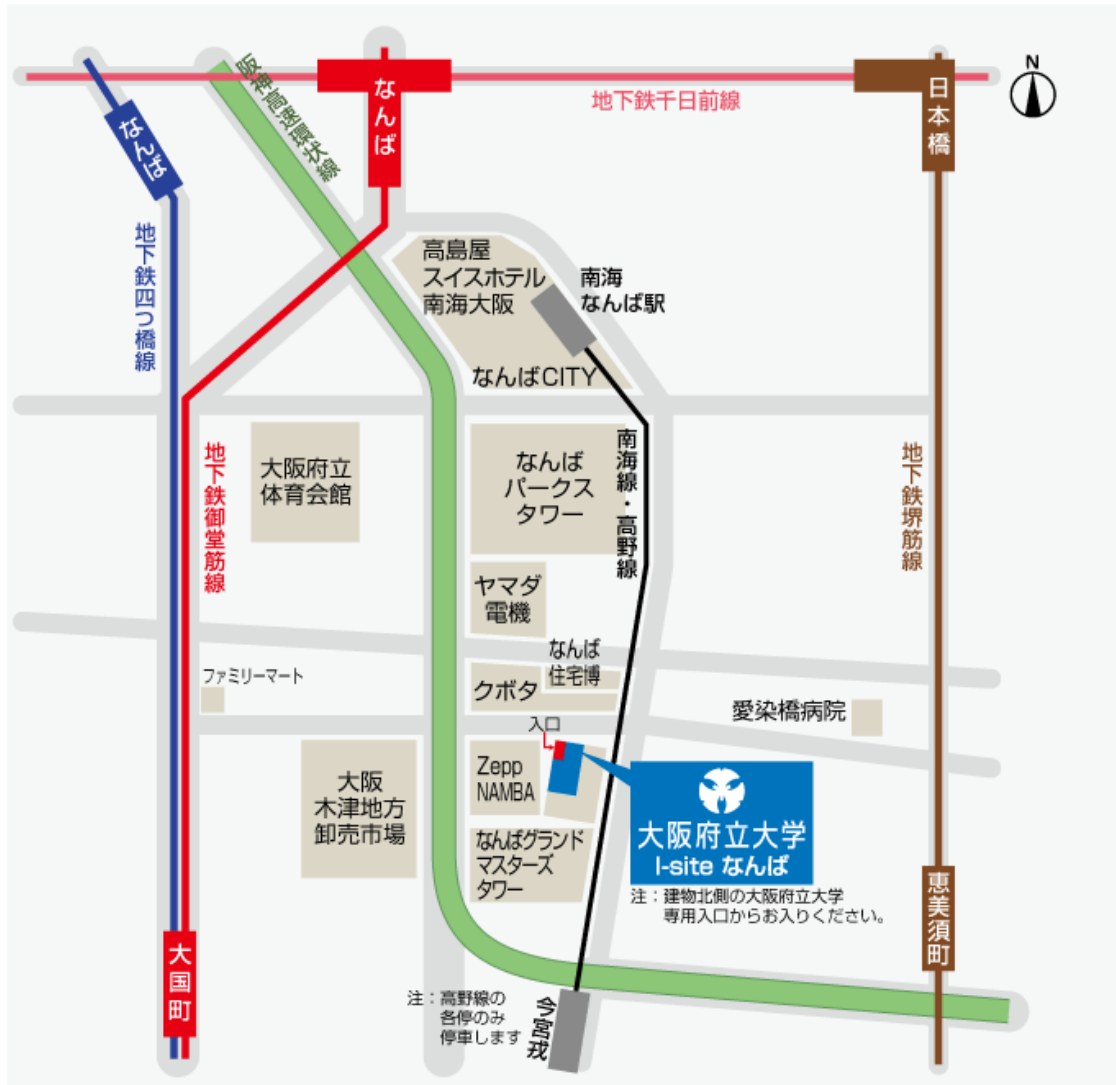 N
なんば
阪神高速環状線
なんば
地下鉄千日前線
日本橋
地下鉄四つ橋線
高島屋
スイスホテル
南海大阪
南海
なんば駅
なんばCITY
地下鉄御堂筋線
大阪府立
体育会館
なんば
パークス
タワー
南海線・高野線
地下鉄堺筋線
ヤマダ
電機
なんば
住宅博
ファミリーマート
クボタ
愛染橋病院
入口
大阪
木津地方
卸売市場
Zepp
NAMBA
大阪府立大学
I-site なんば
なんばグランド
マスターズ
タワー
注：建物北側の大阪府立大学
専用入口からお入りください。
恵美須町
大国町
注：高野線の
各停のみ
停車します
今宮戎